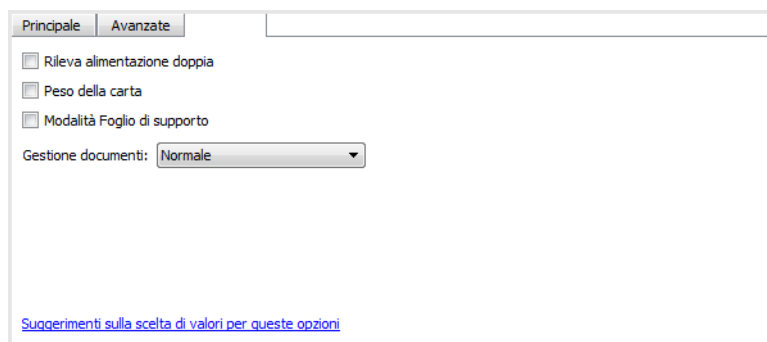 Principale Avanzate
Rileva alimentazione doppia
Peso della carta
Modalità Foglio di supporto
Gestione documenti: Normale
Suggerimenti sulla scelta di valori per queste opzioni